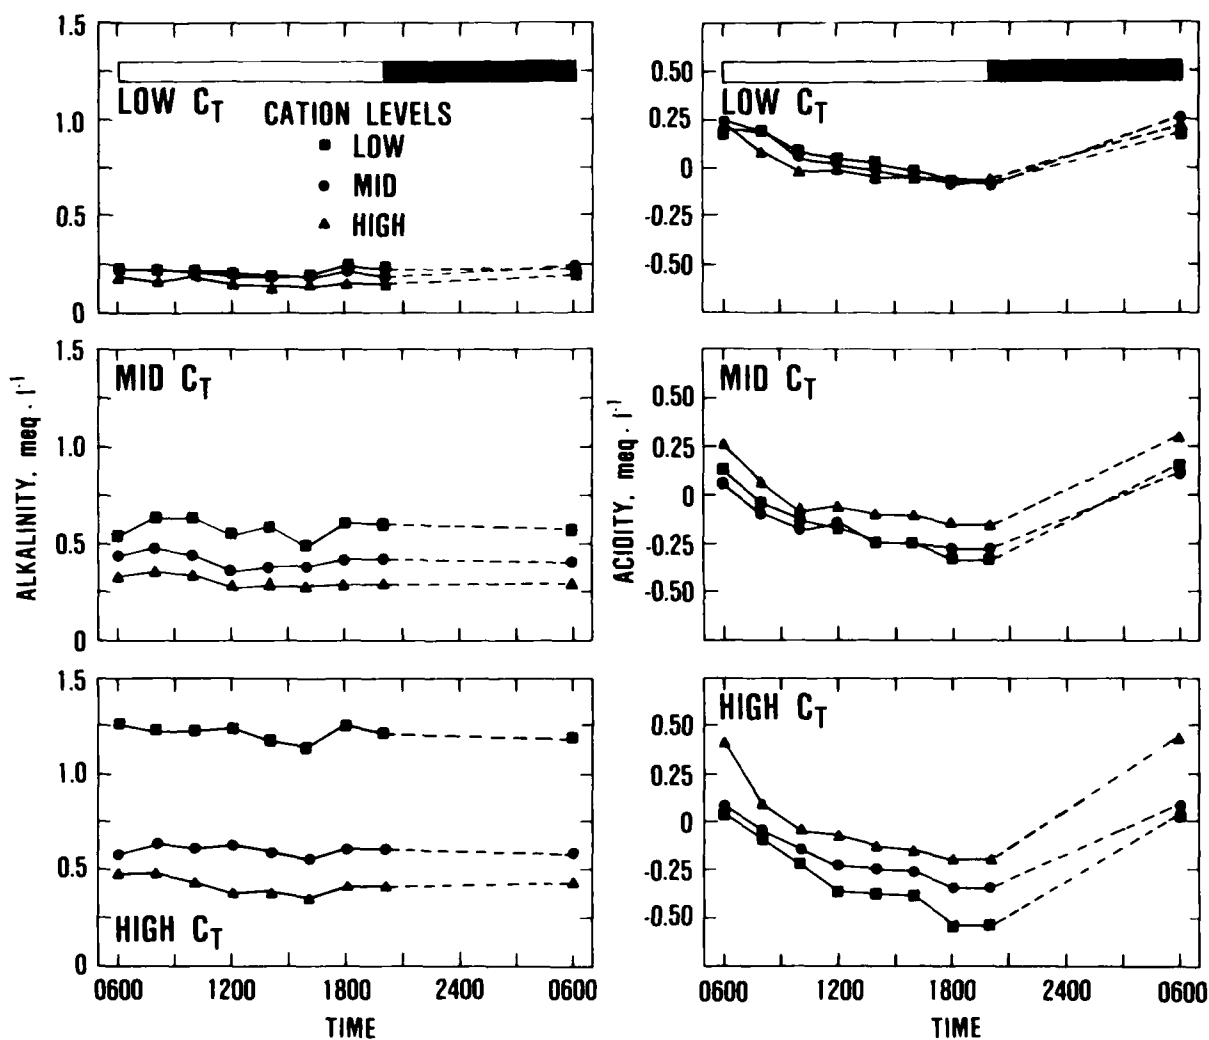 1.5
1.0
0.5
0
LOW C_T
CATION LEVELS
LOW
MID
HIGH
0.50
0.25
0
-0.25
-0.50
LOW C_T
1.5
1.0
0.5
0
MID C_T
0.50
0.25
0
-0.25
-0.50
MID C_T
ALKALINITY, meq · l⁻¹
ACIDITY, meq · l⁻¹
1.5
1.0
0.5
0
HIGH C_T
0600 1200 1800 2400 0600
TIME
0.50
0.25
0
-0.25
-0.50
HIGH C_T
0600 1200 1800 2400 0600
TIME